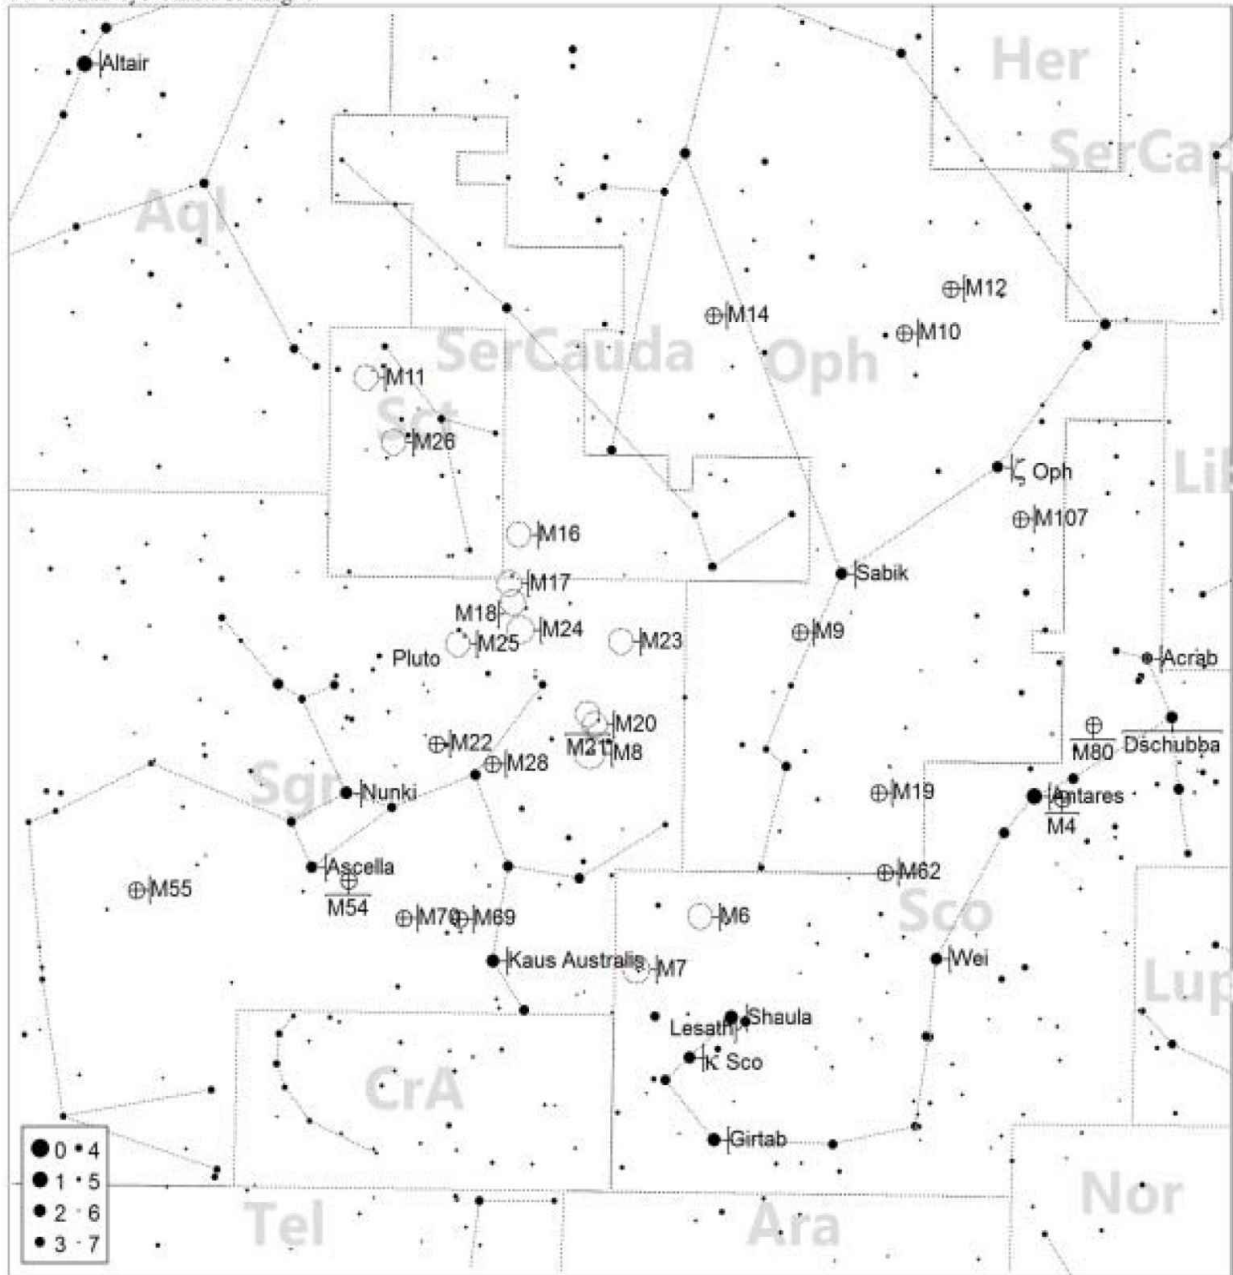 Her
Altair
SerCap
Aql
M12
M14
M10
SerCauda
Oph
M11
Sct
M26
ζ Oph
Lib
M107
M16
Sabik
M17
M18
M24
M9
M25
M23
Pluto
Acrab
M20
M22
M21
M8
M80
Dschubba
M28
Sgr
Nunki
M19
Antares
M4
Ascella
M62
M55
M54
M70
M69
M6
Sco
Kaus Australis
M7
Wei
Lup
Lesath
Shaula
κ Sco
CrA
Girtab
0 4
1 5
2 6
3 7
Nor
Tel
Ara